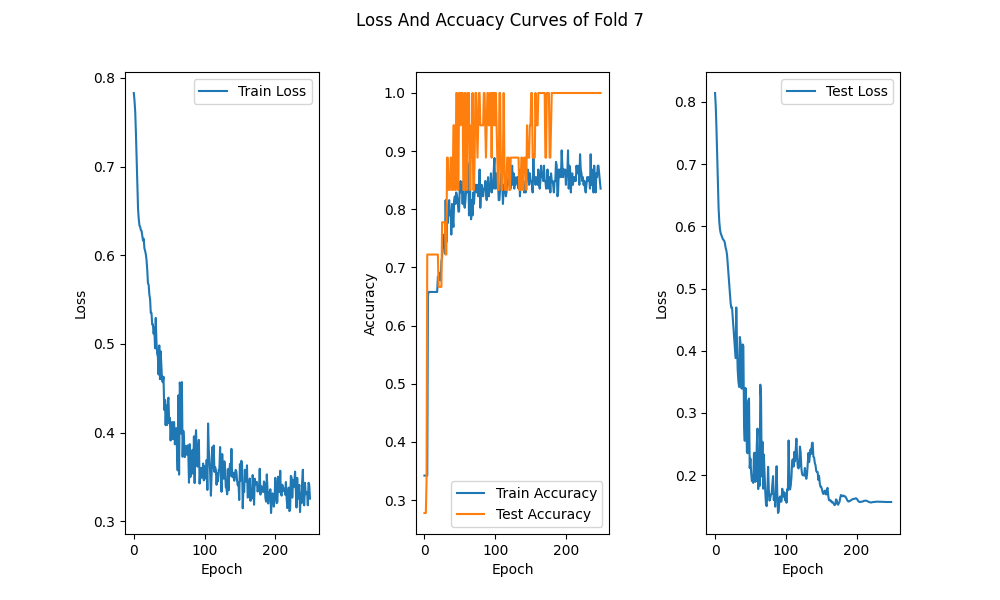 Loss And Accuacy Curves of Fold 7
Train Loss
0.8
0.7
0.6
0.5
0.4
0.3
Loss
0
100
200
Epoch
1.0
0.9
0.8
0.7
0.6
0.5
0.4
0.3
Accuracy
Train Accuracy
Test Accuracy
0
100
200
Epoch
Test Loss
0.8
0.7
0.6
0.5
0.4
0.3
0.2
Loss
0
100
200
Epoch